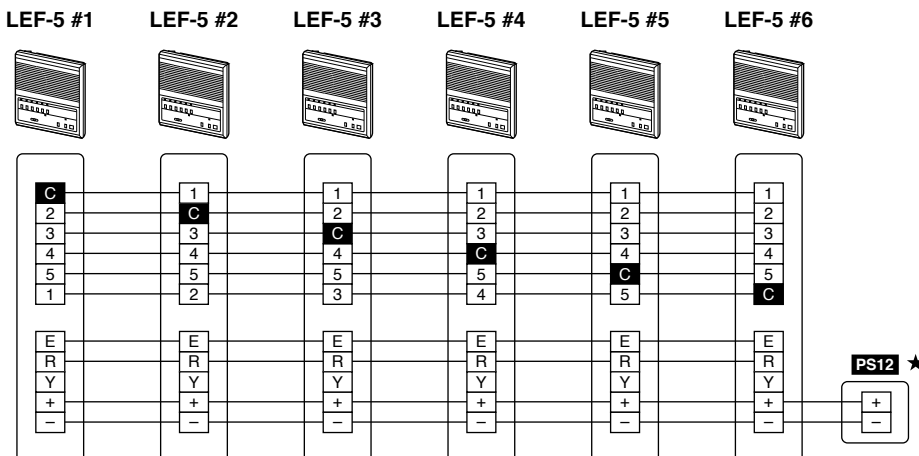 LEF-5 #1 LEF-5 #2 LEF-5 #3 LEF-5 #4 LEF-5 #5 LEF-5 #6
C 1 1 1 1 1
2 C 2 2 2 2
3 3 C 3 3 3
4 4 4 C 4 4
5 5 5 5 C 5
1 2 3 4 5 C
E E E E E E
R R R R R R
PS12 ★
Y Y Y Y Y Y
+ + + + + + +
– – – – – – –